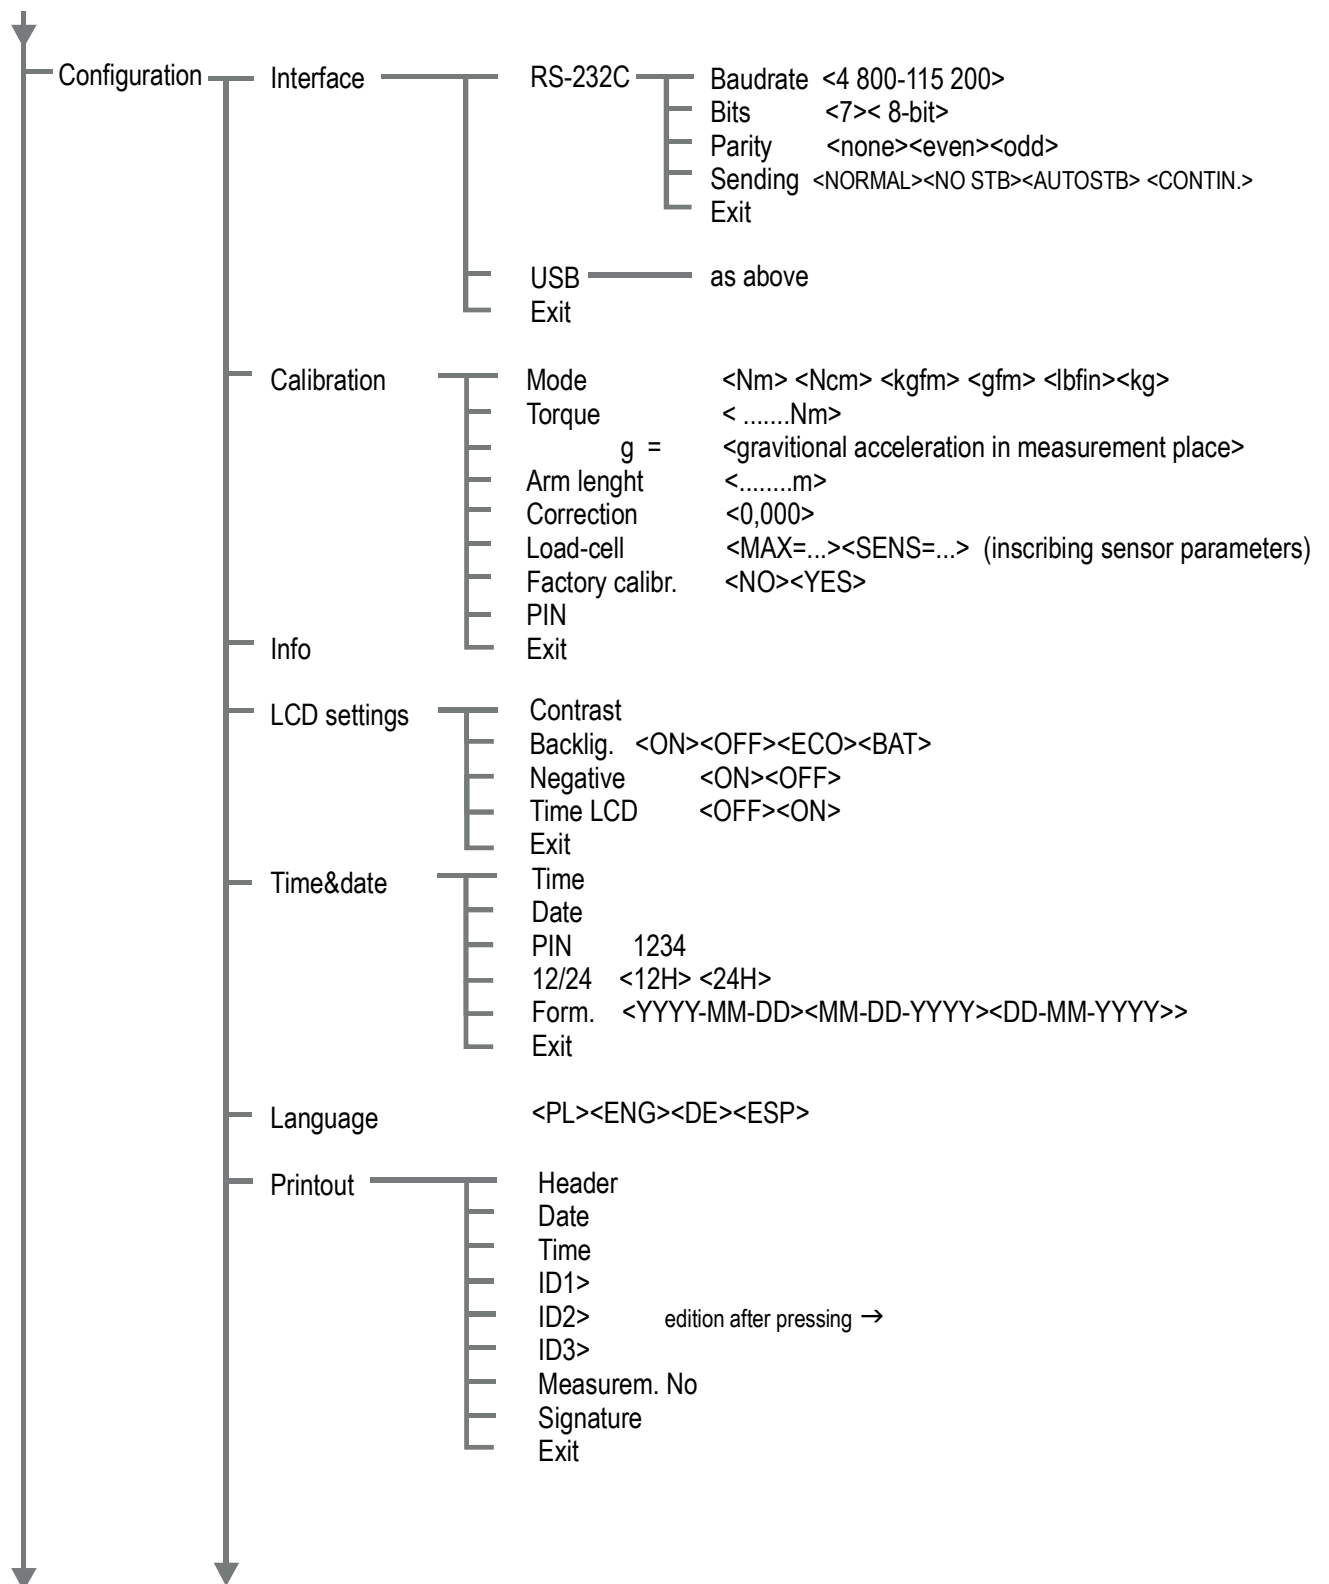 Configuration Interface RS-232C Baudrate <4 800-115 200>
Bits <7>< 8-bit>
Parity <none><even><odd>
Sending <NORMAL><NO STB><AUTOSTB> <CONTIN.>
Exit
USB as above
Exit
Calibration Mode <Nm> <Ncm> <kgfm> <gfm> <lbfin><kg>
Torque < .......Nm>
g = <gravitional acceleration in measurement place>
Arm lenght <........m>
Correction <0,000>
Load-cell <MAX=...><SENS=...> (inscribing sensor parameters)
Factory calibr. <NO><YES>
PIN
Info Exit
LCD settings Contrast
Backlig. <ON><OFF><ECO><BAT>
Negative <ON><OFF>
Time LCD <OFF><ON>
Exit
Time&date Time
Date
PIN 1234
12/24 <12H> <24H>
Form. <YYYY-MM-DD><MM-DD-YYYY><DD-MM-YYYY>>
Exit
Language <PL><ENG><DE><ESP>
Printout Header
Date
Time
ID1>
ID2> edition after pressing →
ID3>
Measurem. No
Signature
Exit